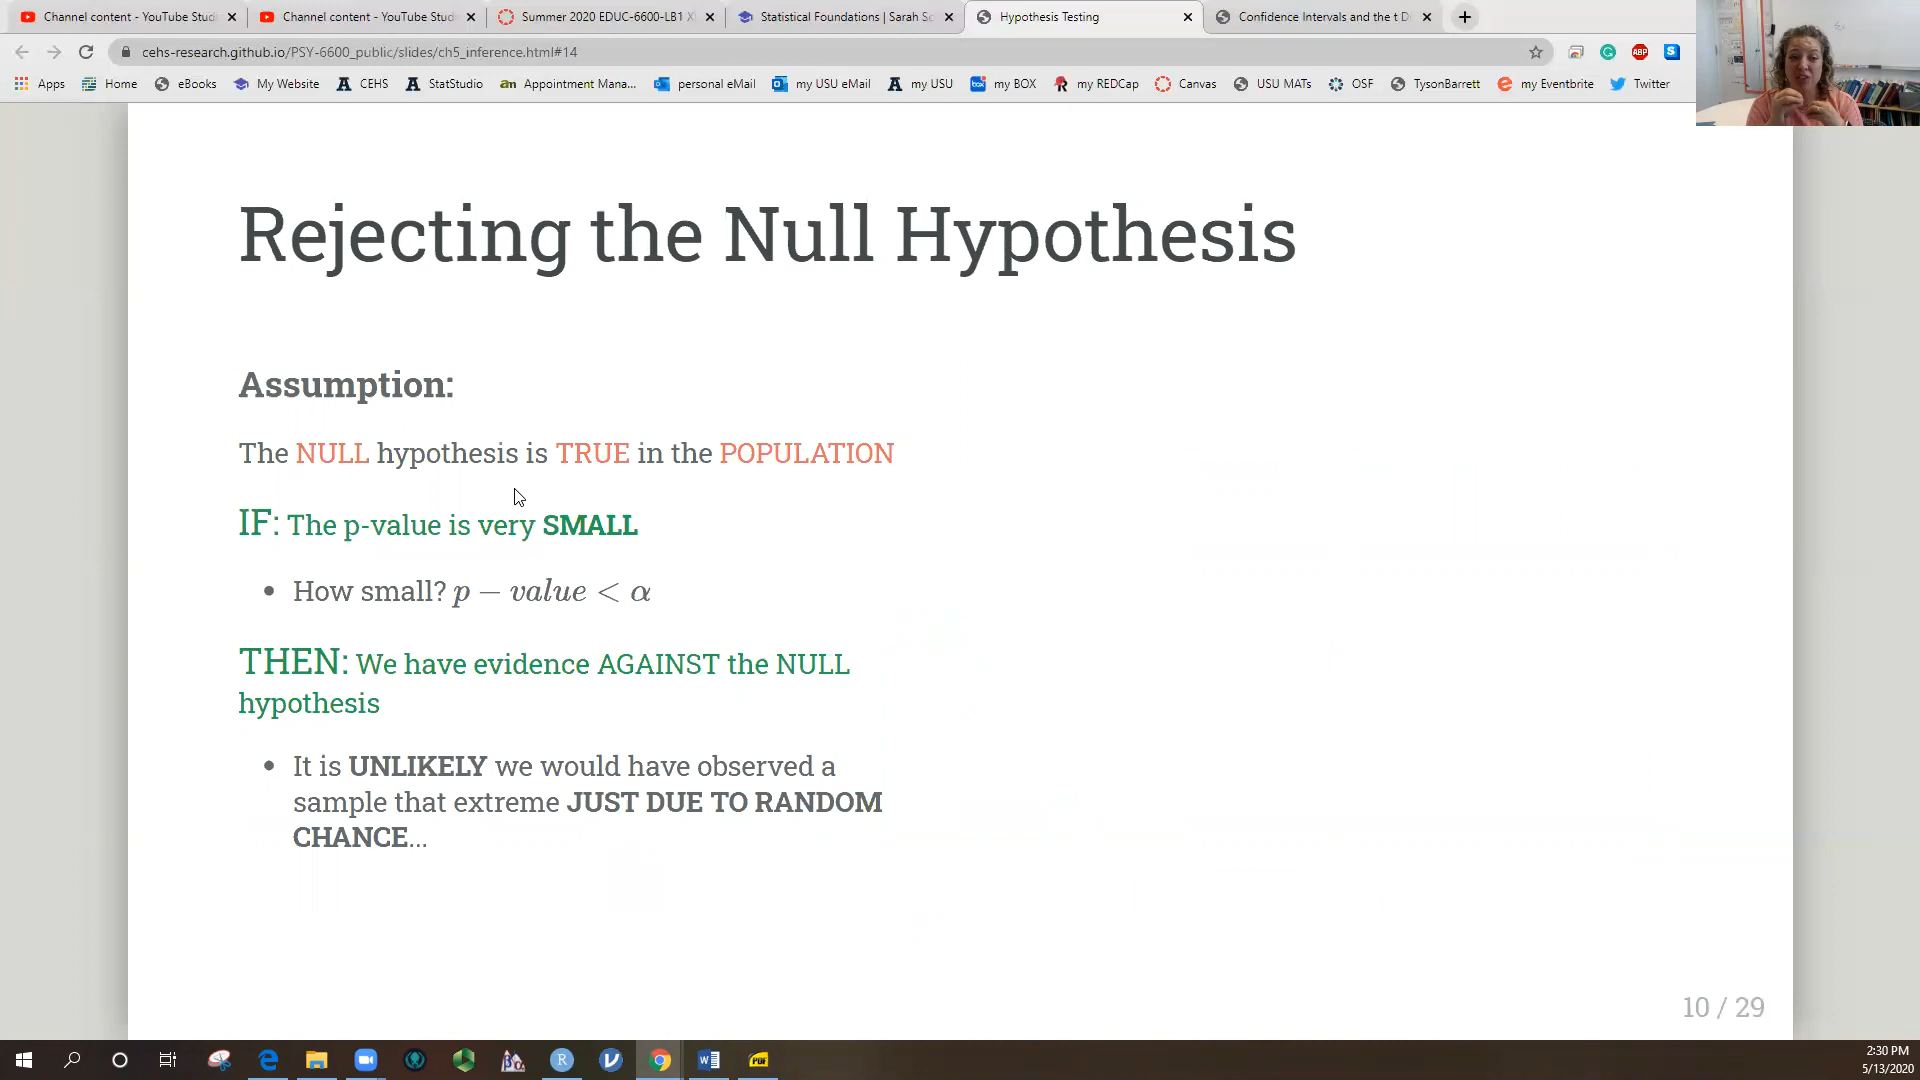 Channel content - YouTube Studi
Channel content - YouTube Studi
Summer 2020 EDUC-6600-LB1 X
Statistical Foundations | Sarah Sc
Hypothesis Testing
Confidence Intervals and the t Di
cehs-research.github.io/PSY-6600_public/slides/ch5_inference.html#14
ABP
S
Apps
Home
eBooks
My Website
CEHS
StatStudio
an Appointment Mana...
personal eMail
my USU eMail
my USU
my BOX
my REDCap
Canvas
USU MATs
OSF
TysonBarrett
my Eventbrite
Twitter
Rejecting the Null Hypothesis
Assumption:
The NULL hypothesis is TRUE in the POPULATION
IF: The p-value is very SMALL
• How small? p − value < α
THEN: We have evidence AGAINST the NULL
hypothesis
• It is UNLIKELY we would have observed a
sample that extreme JUST DUE TO RANDOM
CHANCE...
10 / 29
2:30 PM
5/13/2020